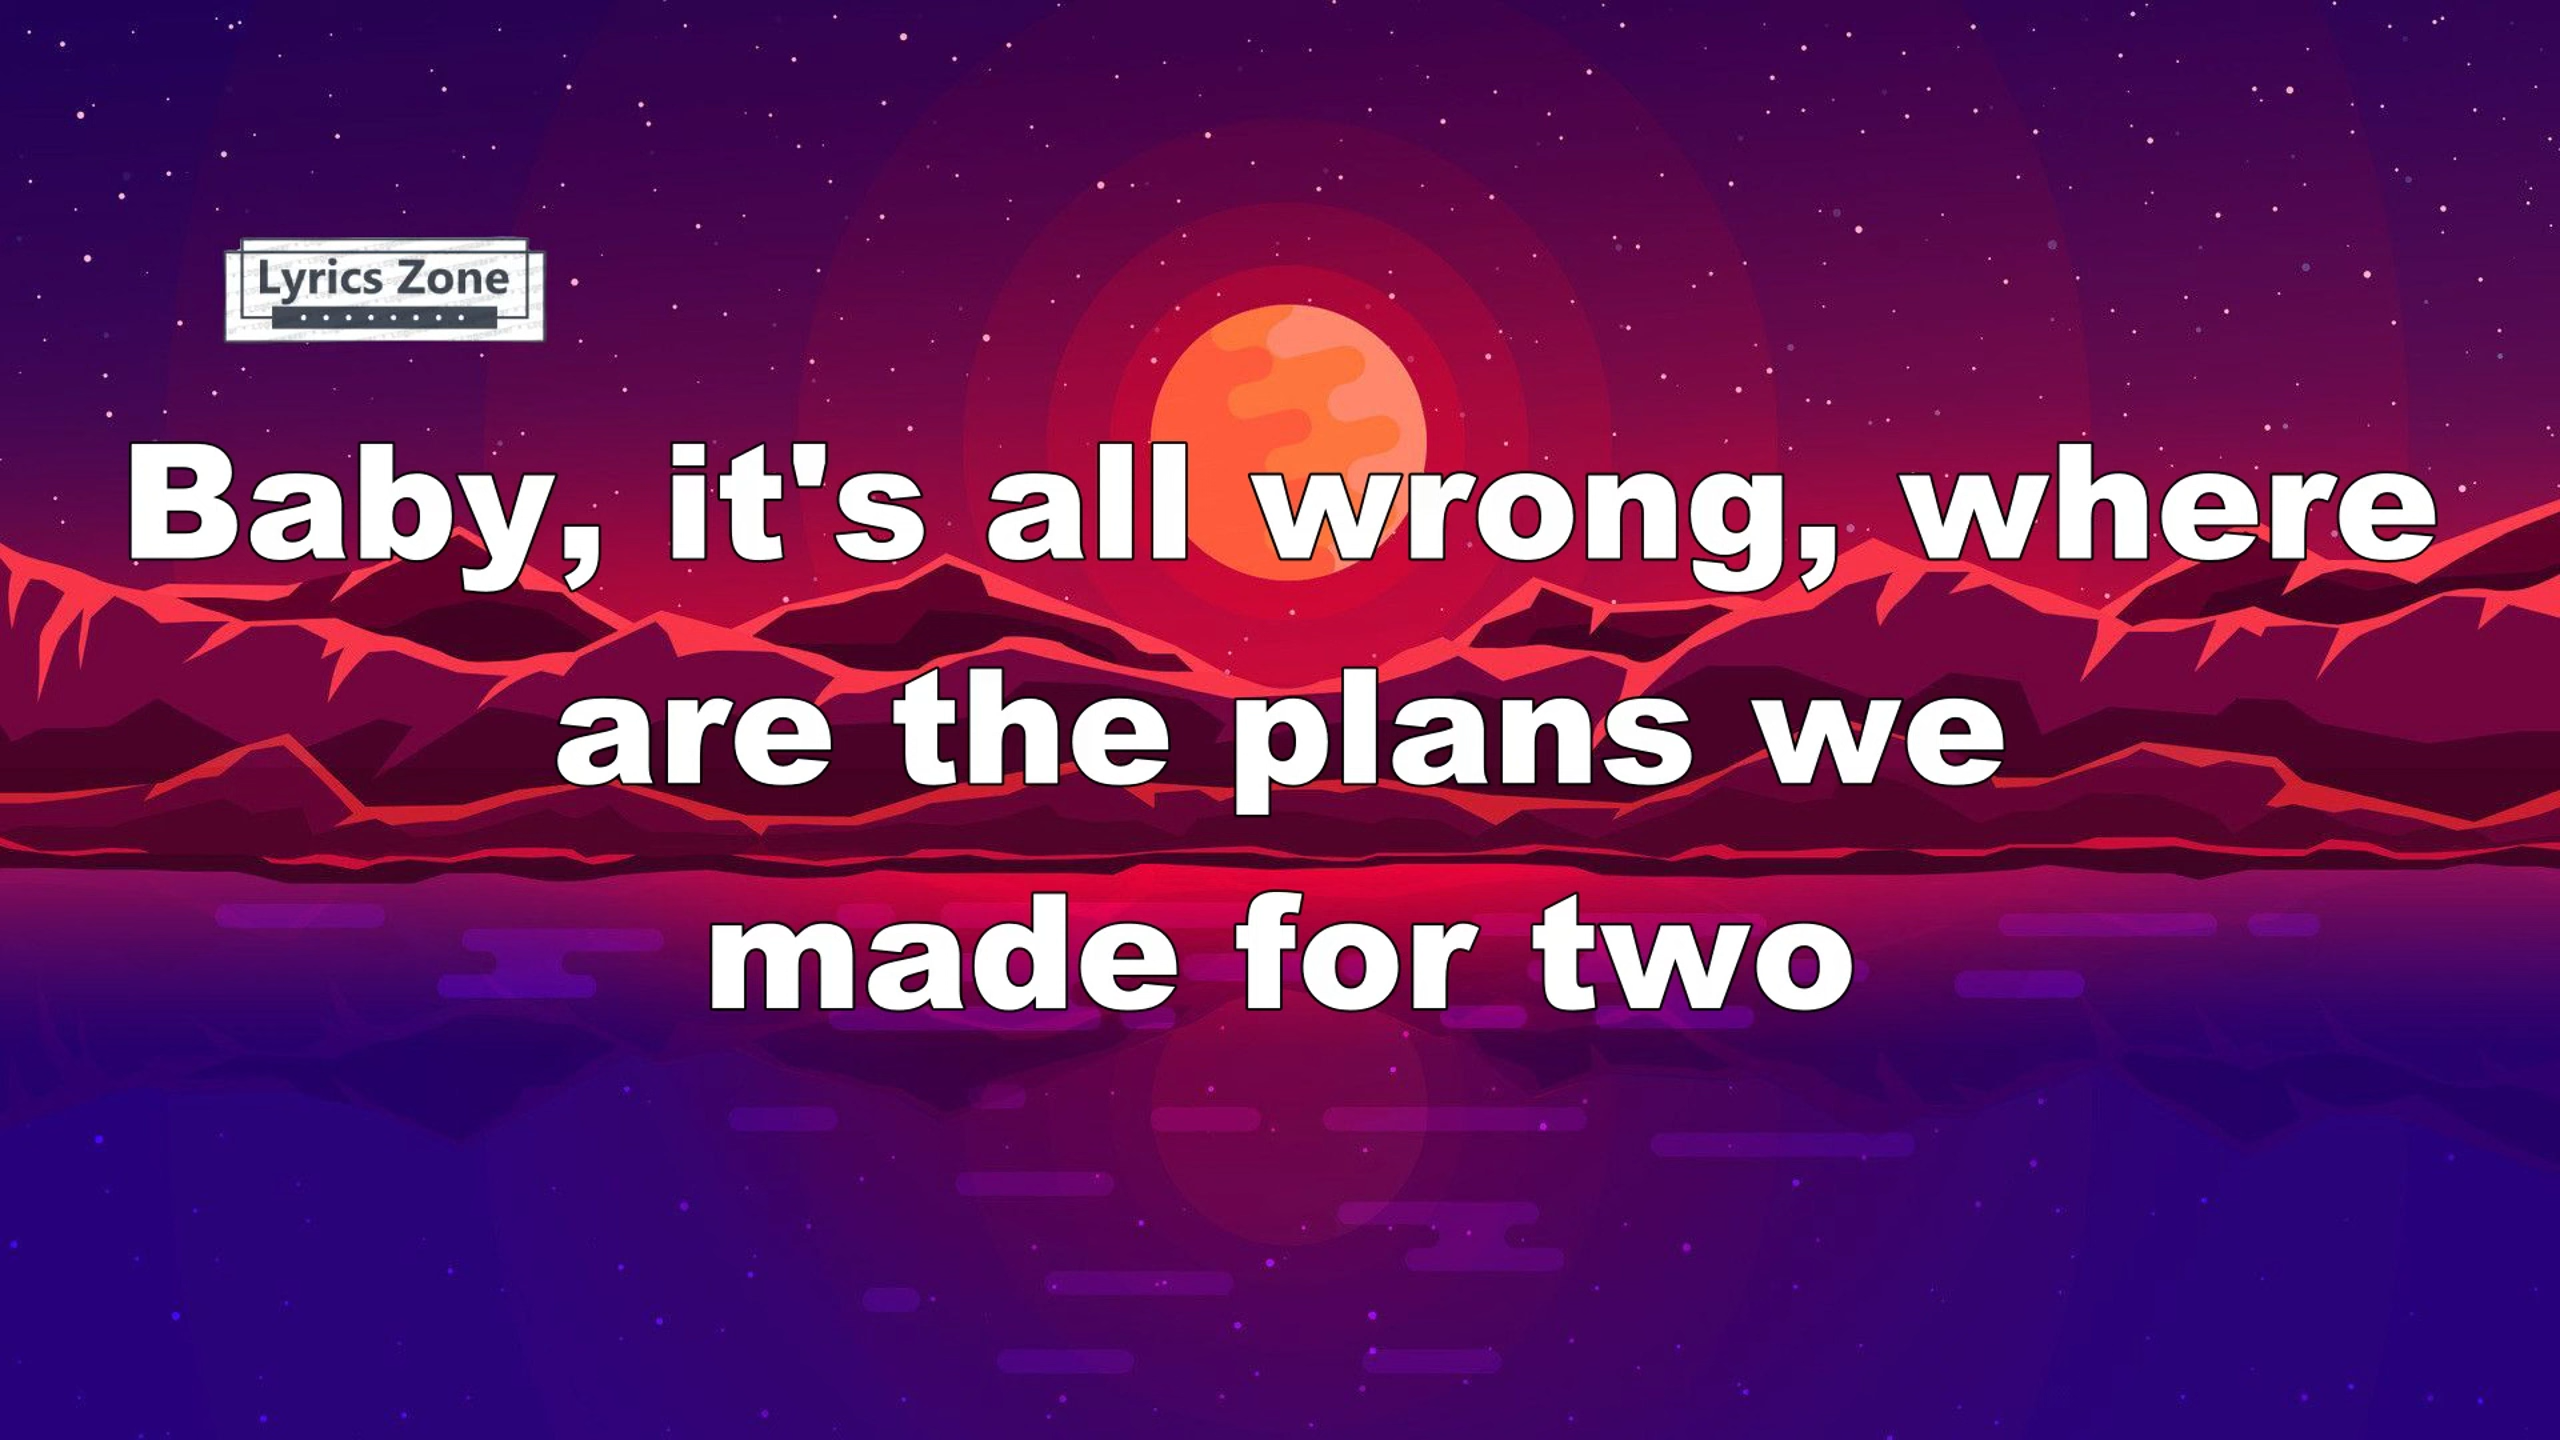 Lyrics Zone
Baby, it's all wrong, where
are the plans we
made for two